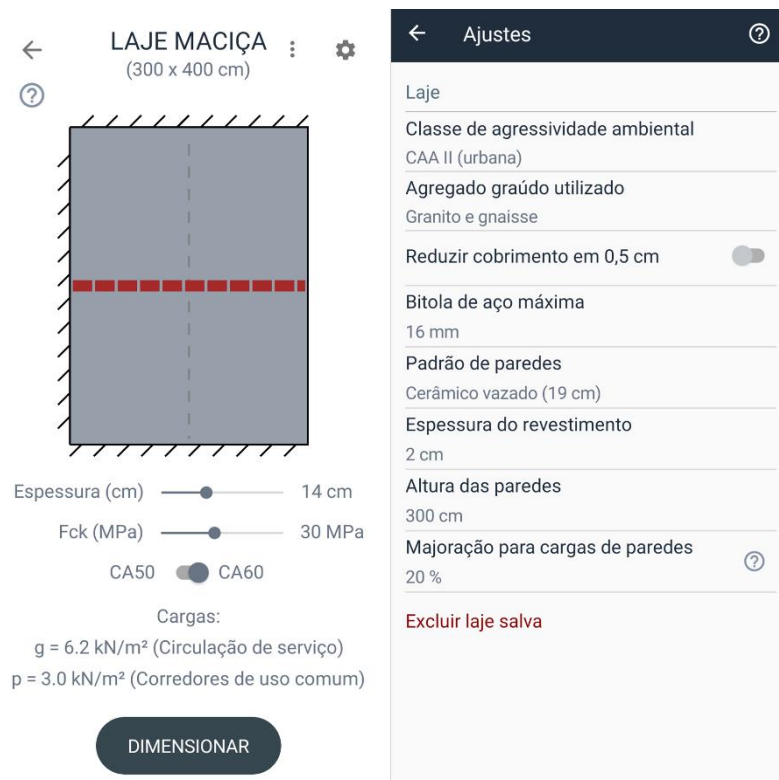 LAJE MACIÇA
(300 x 400 cm)
?
Espessura (cm) 14 cm
Fck (MPa) 30 MPa
CA50 CA60
Cargas:
g = 6.2 kN/m² (Circulação de serviço)
p = 3.0 kN/m² (Corredores de uso comum)
DIMENSIONAR
Ajustes ?
Laje
Classe de agressividade ambiental
CAA II (urbana)
Agregado graúdo utilizado
Granito e gnaisse
Reduzir cobrimento em 0,5 cm
Bitola de aço máxima
16 mm
Padrão de paredes
Cerâmico vazado (19 cm)
Espessura do revestimento
2 cm
Altura das paredes
300 cm
Majoração para cargas de paredes ?
20 %
Excluir laje salva